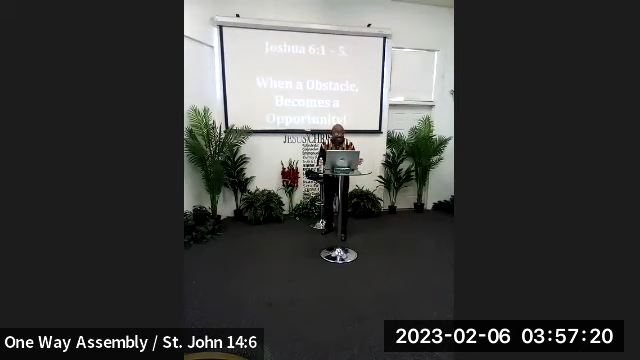 Joshua 6:1 - 5.
When a Obstacle,
Becomes a
Opportunity!
JESUS CHRIST
One Way Assembly / St. John 14:6
2023-02-06 03:57:20